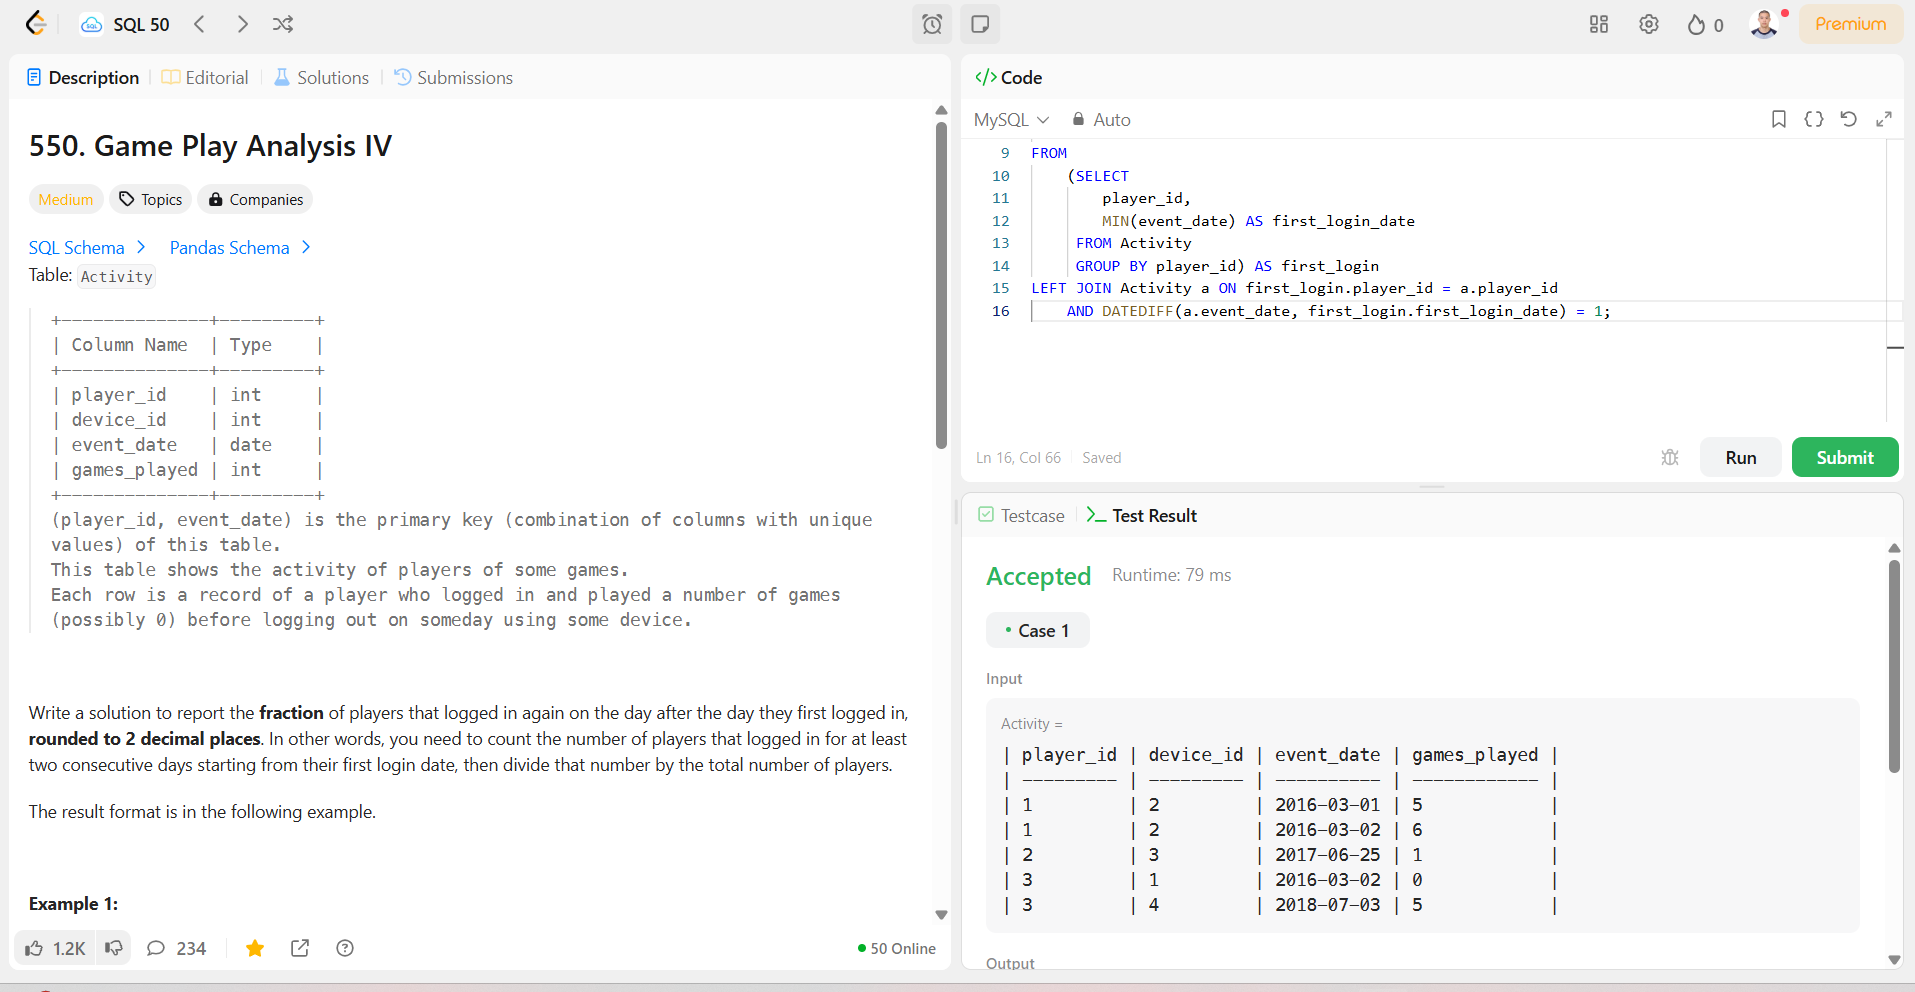 SQL 50
0
Premium
Description
Editorial
Solutions
Submissions
550. Game Play Analysis IV
Medium
Topics
Companies
SQL Schema
Pandas Schema
Table: Activity
+--------------+---------+
| Column Name  | Type    |
+--------------+---------+
| player_id    | int     |
| device_id    | int     |
| event_date   | date    |
| games_played | int     |
+--------------+---------+
(player_id, event_date) is the primary key (combination of columns with unique
values) of this table.
This table shows the activity of players of some games.
Each row is a record of a player who logged in and played a number of games
(possibly 0) before logging out on someday using some device.
Write a solution to report the fraction of players that logged in again on the day after the day they first logged in,
rounded to 2 decimal places. In other words, you need to count the number of players that logged in for at least
two consecutive days starting from their first login date, then divide that number by the total number of players.
The result format is in the following example.
Example 1:
1.2K
234
50 Online
</> Code
MySQL
Auto
9 FROM
10 (SELECT
11 player_id,
12 MIN(event_date) AS first_login_date
13 FROM Activity
14 GROUP BY player_id) AS first_login
15 LEFT JOIN Activity a ON first_login.player_id = a.player_id
16 AND DATEDIFF(a.event_date, first_login.first_login_date) = 1;
Ln 16, Col 66
Saved
Run
Submit
Testcase
>_ Test Result
Accepted
Runtime: 79 ms
• Case 1
Input
Activity =
| player_id | device_id | event_date | games_played |
| --------- | --------- | ---------- | ------------ |
| 1         | 2         | 2016-03-01 | 5            |
| 1         | 2         | 2016-03-02 | 6            |
| 2         | 3         | 2017-06-25 | 1            |
| 3         | 1         | 2016-03-02 | 0            |
| 3         | 4         | 2018-07-03 | 5            |
Output